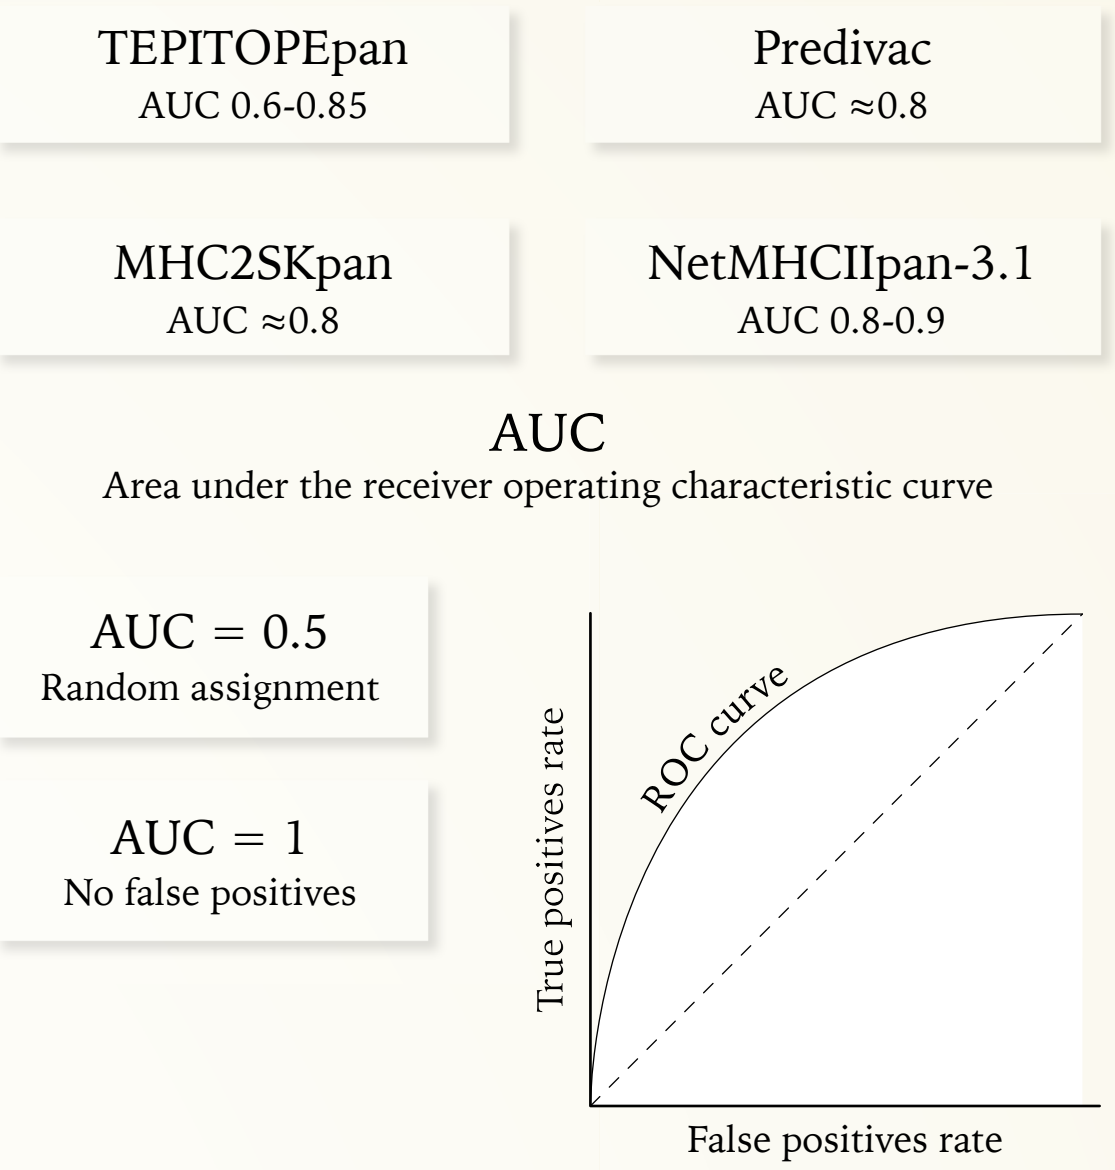 TEPITOPEpan
AUC 0.6-0.85
Predivac
AUC ≈0.8
MHC2SKpan
AUC ≈0.8
NetMHCIIpan-3.1
AUC 0.8-0.9
AUC
Area under the receiver operating characteristic curve
AUC = 0.5
Random assignment
AUC = 1
No false positives
ROC curve
True positives rate
False positives rate